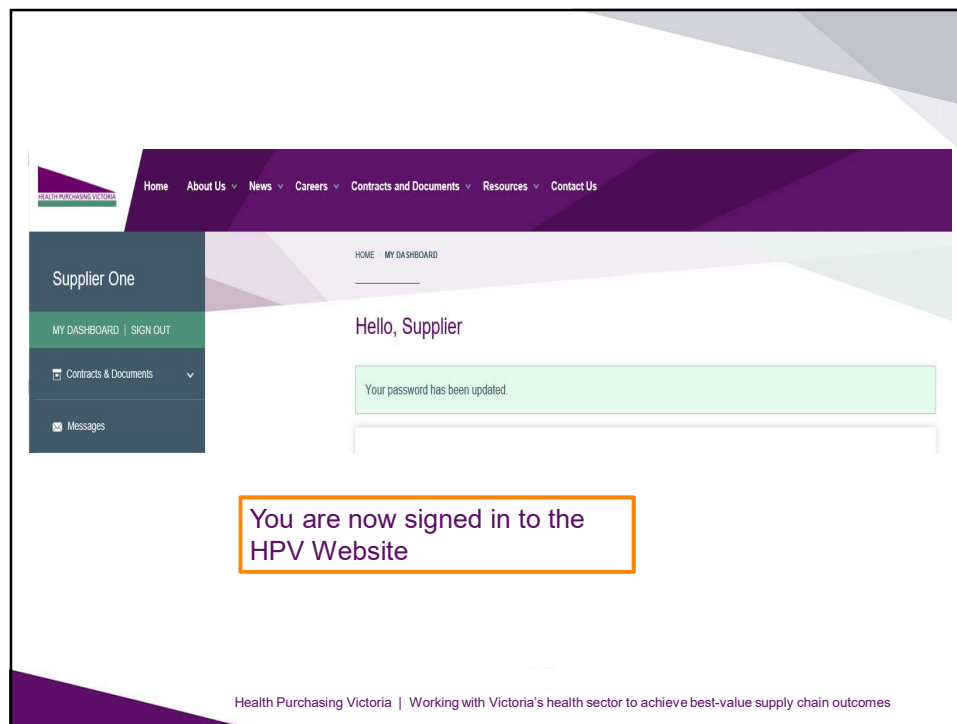 HEALTH PURCHASING VICTORIA
Home About Us News Careers Contracts and Documents Resources Contact Us
HOME › MY DASHBOARD
Supplier One
MY DASHBOARD | SIGN OUT
Contracts & Documents
Messages
Hello, Supplier
Your password has been updated.
You are now signed in to the
HPV Website
Health Purchasing Victoria | Working with Victoria's health sector to achieve best-value supply chain outcomes